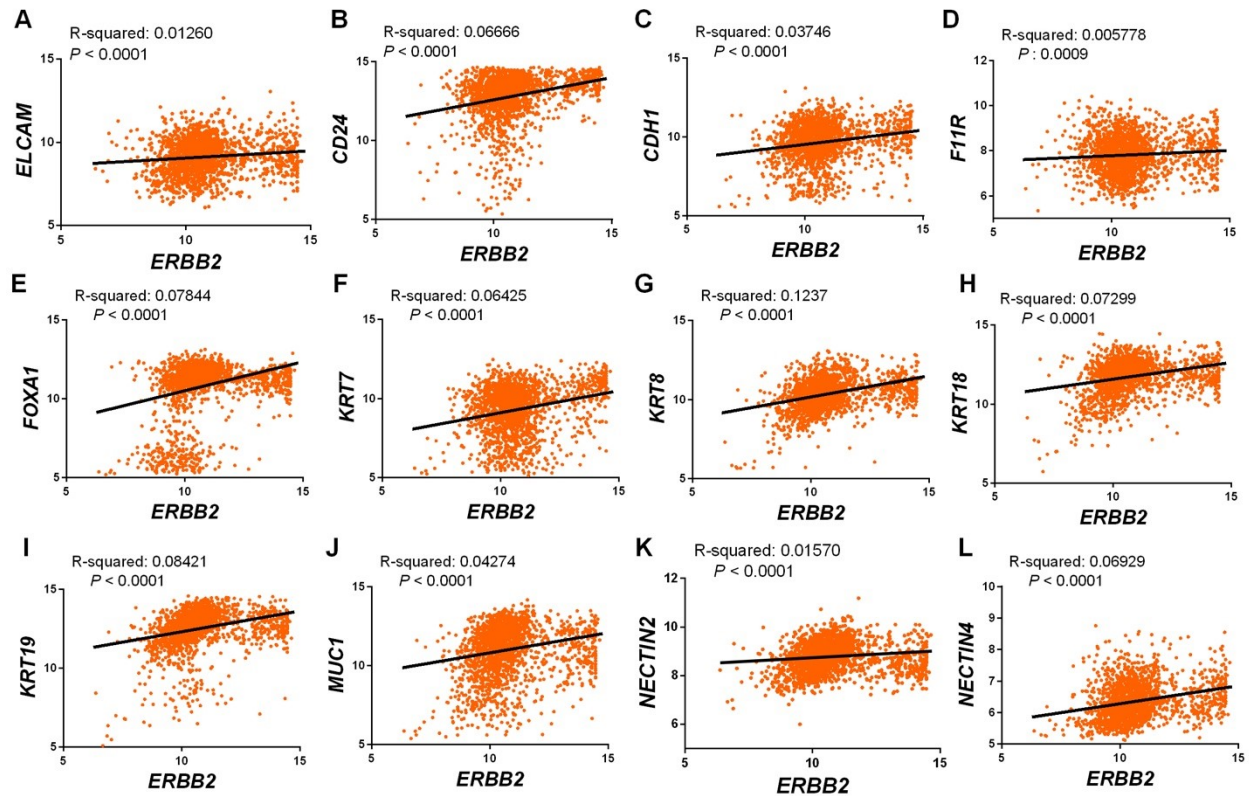 A
R-squared: 0.01260
P < 0.0001
15
10
5
ELCAM
5
10
15
ERBB2
B
R-squared: 0.06666
P < 0.0001
15
10
5
CD24
5
10
15
ERBB2
C
R-squared: 0.03746
P < 0.0001
15
10
5
CDH1
5
10
15
ERBB2
D
R-squared: 0.005778
P : 0.0009
12
10
8
6
F11R
5
10
15
ERBB2
E
R-squared: 0.07844
P < 0.0001
15
10
5
FOXA1
5
10
15
ERBB2
F
R-squared: 0.06425
P < 0.0001
15
10
5
KRT7
5
10
15
ERBB2
G
R-squared: 0.1237
P < 0.0001
15
10
5
KRT8
5
10
15
ERBB2
H
R-squared: 0.07299
P < 0.0001
15
10
5
KRT18
5
10
15
ERBB2
I
R-squared: 0.08421
P < 0.0001
15
10
5
KRT19
5
10
15
ERBB2
J
R-squared: 0.04274
P < 0.0001
15
10
5
MUC1
5
10
15
ERBB2
K
R-squared: 0.01570
P < 0.0001
12
10
8
6
NECTIN2
5
10
15
ERBB2
L
R-squared: 0.06929
P < 0.0001
10
9
8
7
6
5
NECTIN4
5
10
15
ERBB2